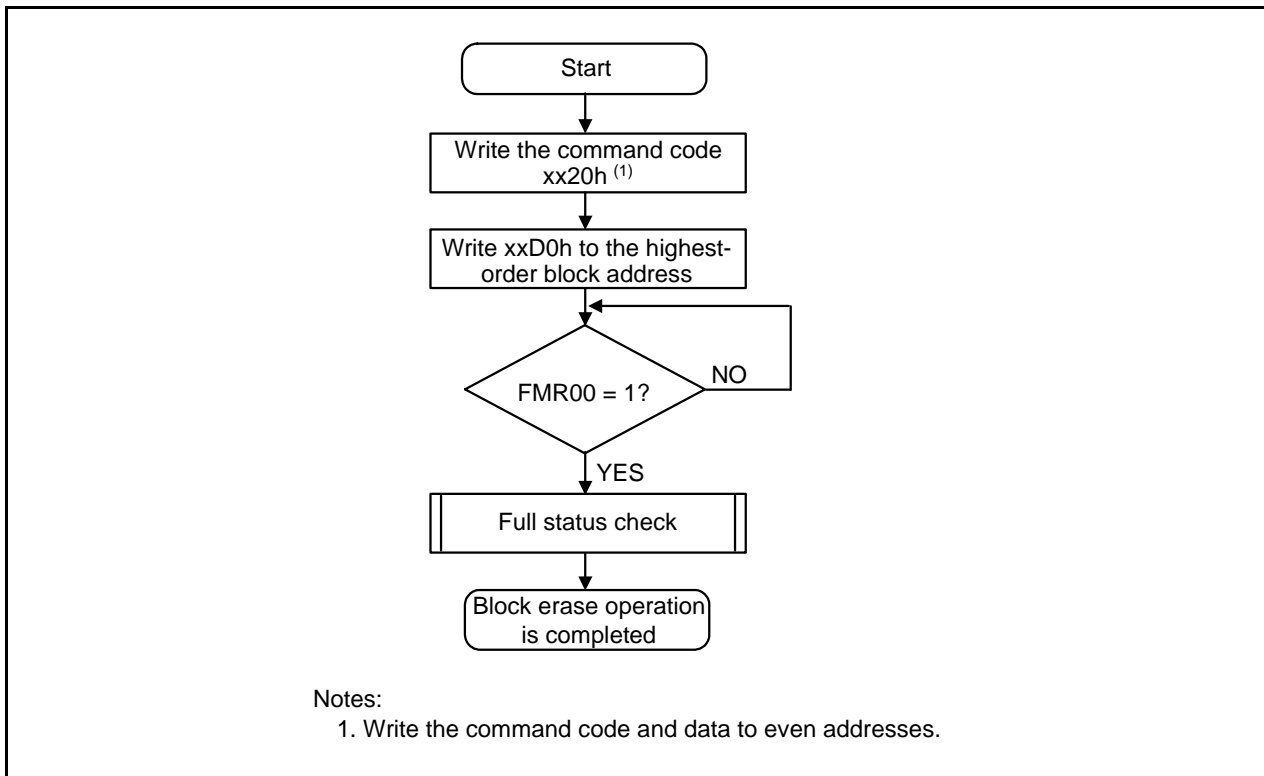 Start
Write the command code
xx20h (1)
Write xxD0h to the highest-
order block address
FMR00 = 1?
NO
YES
Full status check
Block erase operation
is completed
Notes:
1. Write the command code and data to even addresses.